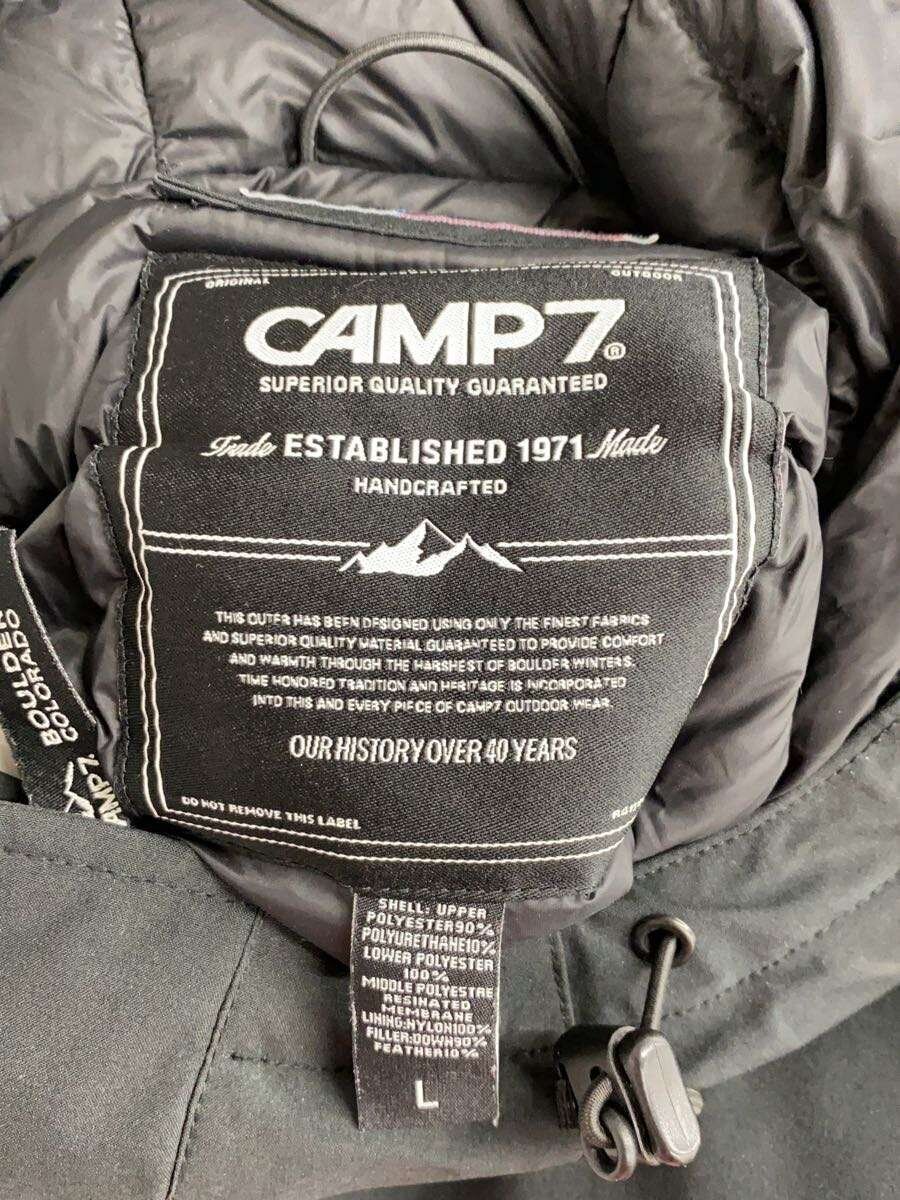 ORIGINAL
OUTDOOR
CAMP7®
SUPERIOR QUALITY GUARANTEED
Trade ESTABLISHED 1971 Made
HANDCRAFTED
THIS OUTER HAS BEEN DESIGNED USING ONLY THE FINEST FABRICS
AND SUPERIOR QUALITY MATERIAL GUARANTEED TO PROVIDE COMFORT
AND WARMTH THROUGH THE HARSHEST OF BOULDER WINTERS.
TIME HONORED TRADITION AND HERITAGE IS INCORPORATED
INTO THIS AND EVERY PIECE OF CAMP7 OUTDOOR WEAR.
OUR HISTORY OVER 40 YEARS
DO NOT REMOVE THIS LABEL
BOULDER
COLORADO
CAMP7.
SHELL: UPPER
POLYESTER90%
POLYURETHANE10%
LOWER POLYESTER
100%
MIDDLE POLYESTRE
RESINATED
MEMBRANE
LINING:NYLON100%
FILLER:DOWN90%
FEATHER10%
L